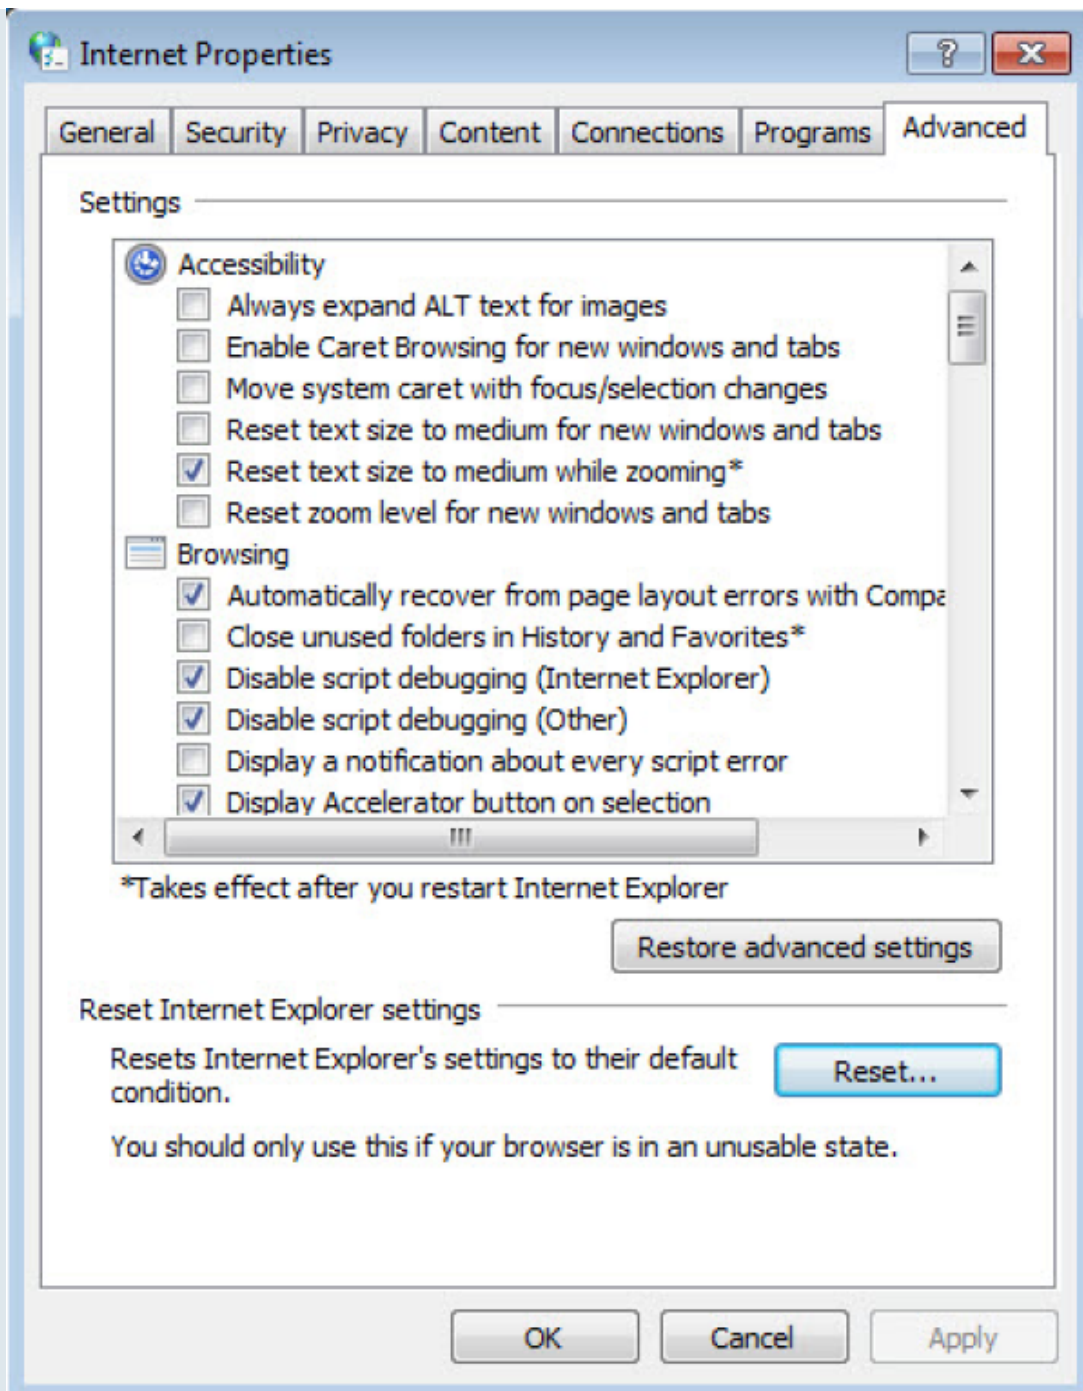 Internet Properties
General Security Privacy Content Connections Programs Advanced
Settings
Accessibility
Always expand ALT text for images
Enable Caret Browsing for new windows and tabs
Move system caret with focus/selection changes
Reset text size to medium for new windows and tabs
Reset text size to medium while zooming*
Reset zoom level for new windows and tabs
Browsing
Automatically recover from page layout errors with Compa
Close unused folders in History and Favorites*
Disable script debugging (Internet Explorer)
Disable script debugging (Other)
Display a notification about every script error
Display Accelerator button on selection
*Takes effect after you restart Internet Explorer
Restore advanced settings
Reset Internet Explorer settings
Resets Internet Explorer's settings to their default
condition.
Reset...
You should only use this if your browser is in an unusable state.
OK Cancel Apply